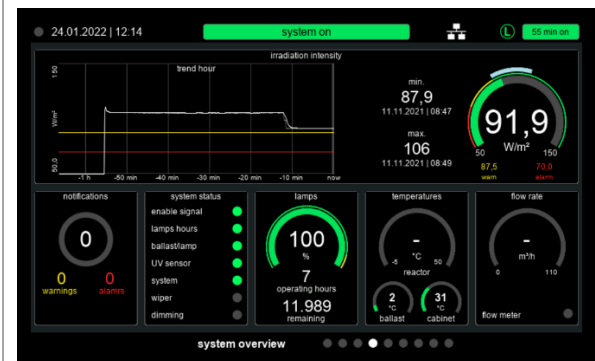 24.01.2022 | 12:14
system on
L
55 min on
irradiation intensity
trend hour
150
W/m²
50,0
-1 h
-50 min
-40 min
-30 min
-20 min
-10 min
now
min.
87,9
11.11.2021 | 08:47
max.
106
11.11.2021 | 08:49
91,9
W/m²
50
150
87,5
warn
70,0
alarm
notifications
0
0
warnings
0
alamrs
system status
enable signal
lamps hours
ballast/lamp
UV sensor
system
wiper
dimming
lamps
100
%
7
operating hours
11.989
remaining
temperatures
-
°C
-5
50
reactor
2
°C
ballast
31
°C
cabinet
flow rate
-
m³/h
0
110
flow meter
system overview